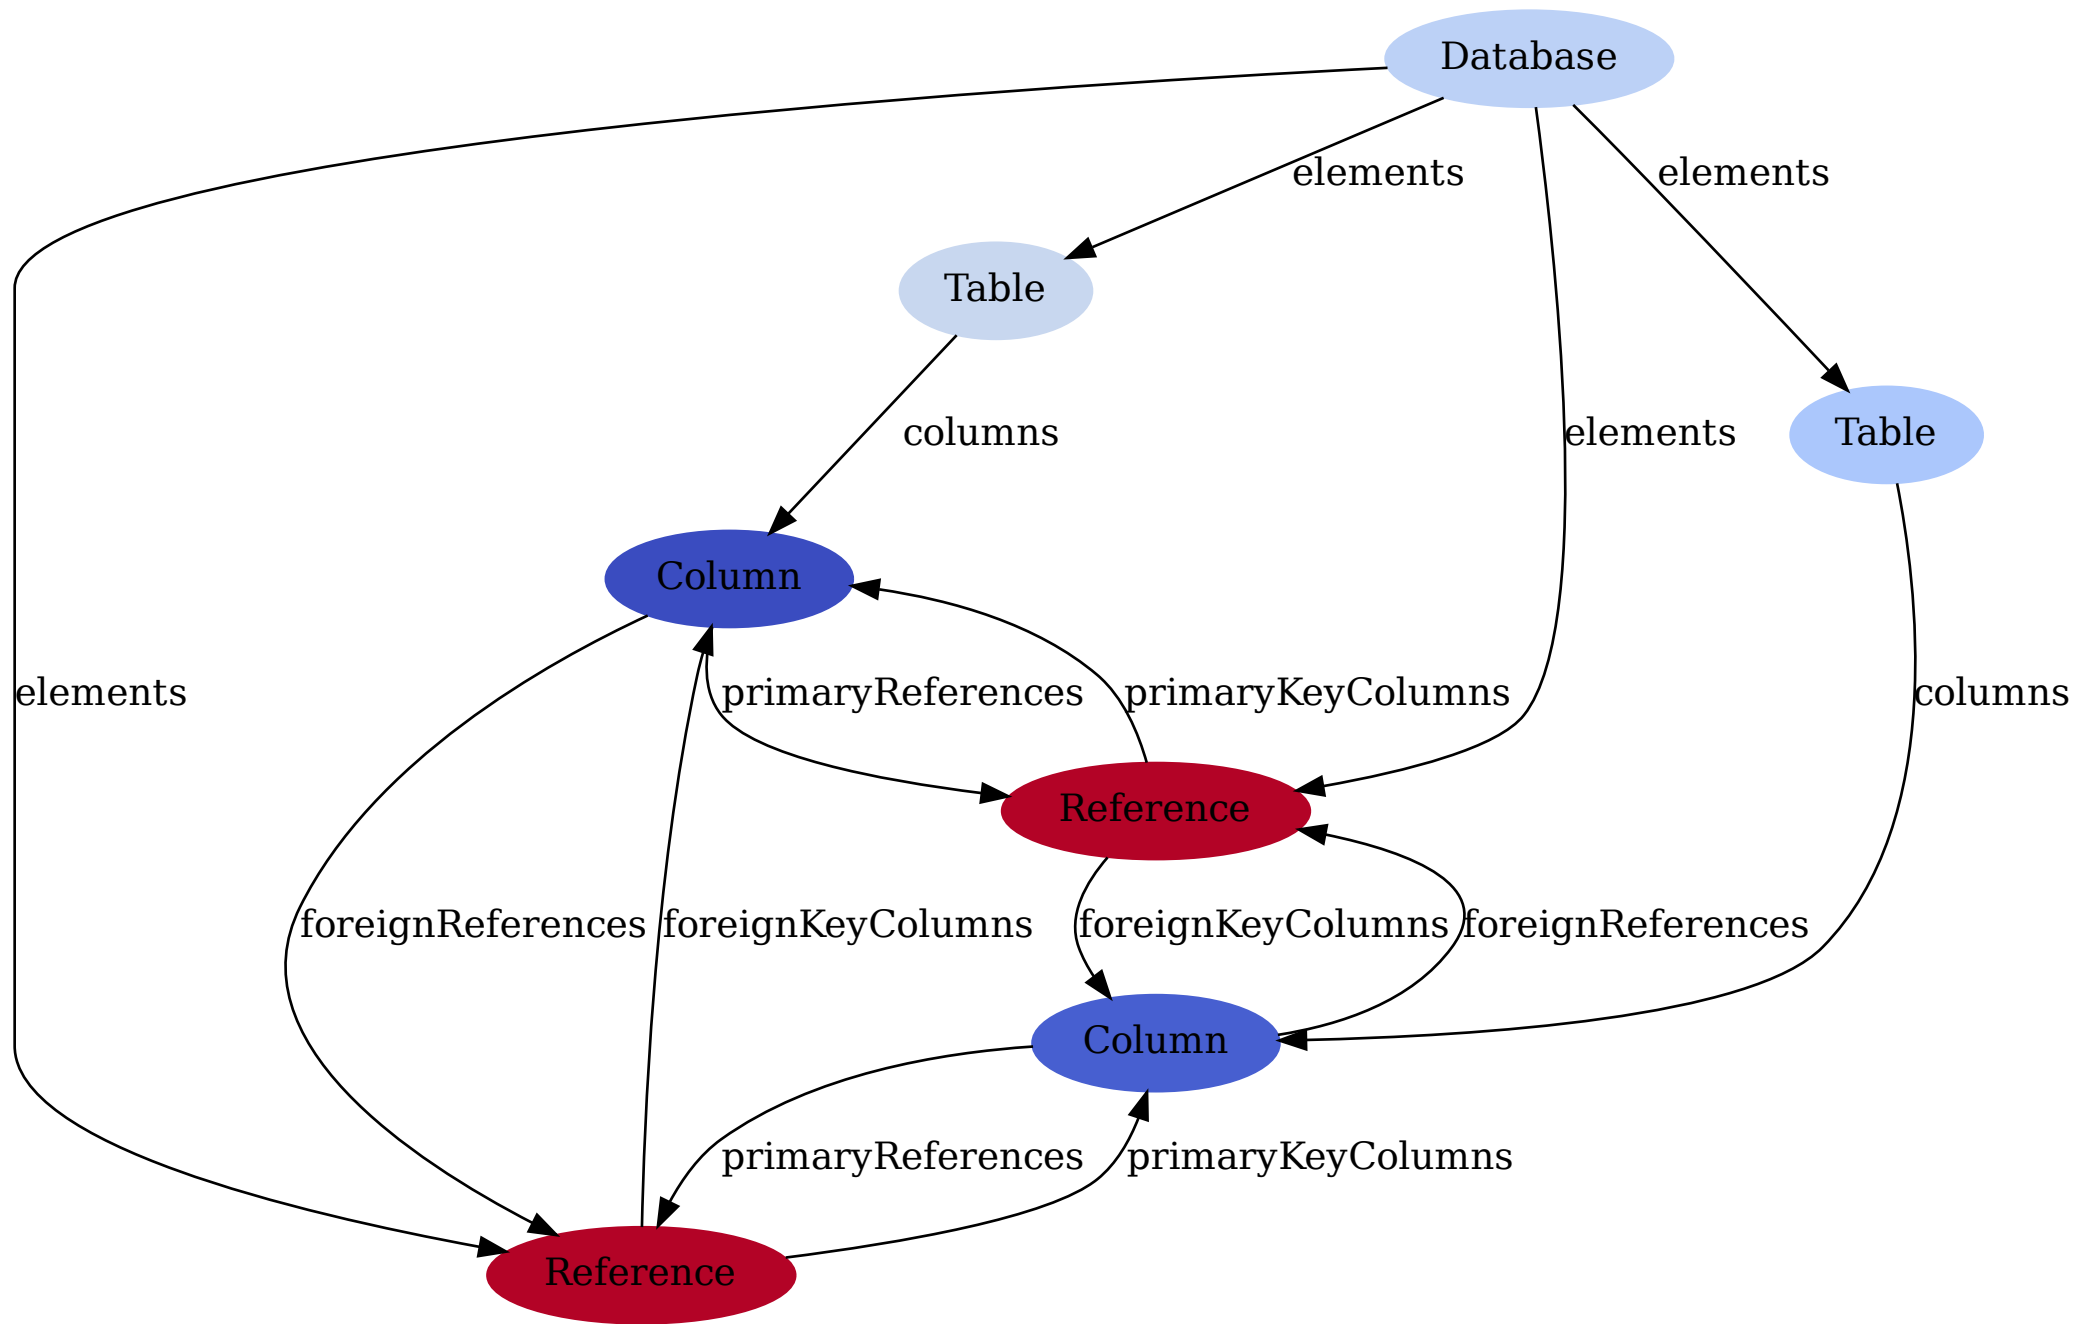 Database
elements
elements
Table
columns
elements
Table
Column
elements
primaryReferences
primaryKeyColumns
columns
Reference
foreignReferences
foreignKeyColumns
foreignKeyColumns
foreignReferences
Column
primaryReferences
primaryKeyColumns
Reference